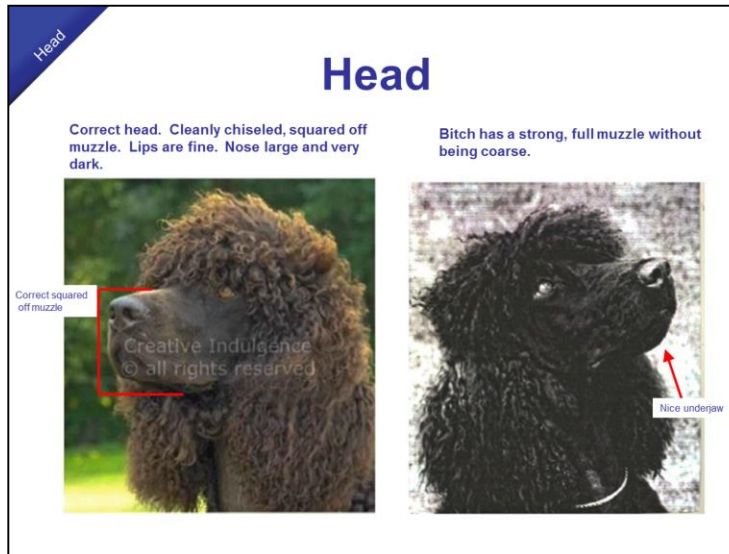 Head
Head
Correct head. Cleanly chiseled, squared off
muzzle. Lips are fine. Nose large and very
dark.
Bitch has a strong, full muzzle without
being coarse.
Correct squared
off muzzle
Creative Indulgence
© all rights reserved
Nice underjaw